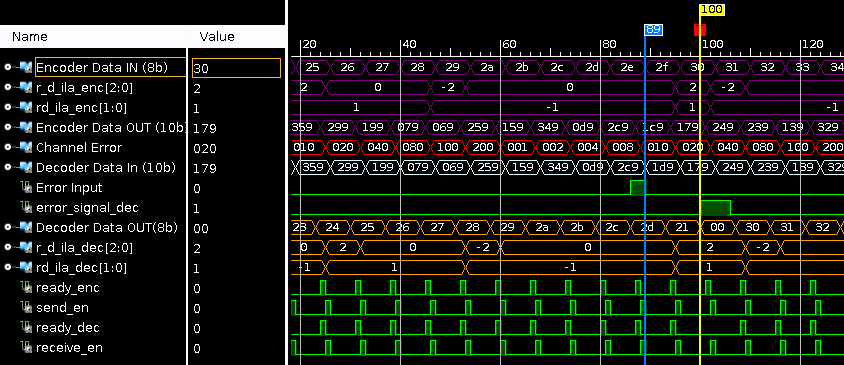 100
89
Name Value 20 40 60 80 100 120
Encoder Data IN (8b) 30 25 26 27 28 29 2a 2b 2c 2d 2e 2f 30 31 32 33 34
r_d_ila_enc[2:0] 2 2 0 -2 0 2 -2
rd_ila_enc[1:0] 1 1 -1 1 -1
Encoder Data OUT (10b) 179 359 299 199 079 069 259 159 349 0d9 2c9 1c9 179 249 239 139 329
Channel Error 020 010 020 040 080 100 200 001 002 004 008 010 020 040 080 100 200
Decoder Data In (10b) 179 359 299 199 079 069 259 159 349 0d9 2c9 1d9 179 249 239 139 329
Error Input 0
error_signal_dec 1
Decoder Data OUT(8b) 00 23 24 25 26 27 28 29 2a 2b 2c 2d 21 00 30 31 32
r_d_ila_dec[2:0] 2 0 2 0 -2 0 2 -2
rd_ila_dec[1:0] 1 -1 1 -1 1
ready_enc 0
send_en 0
ready_dec 0
receive_en 0